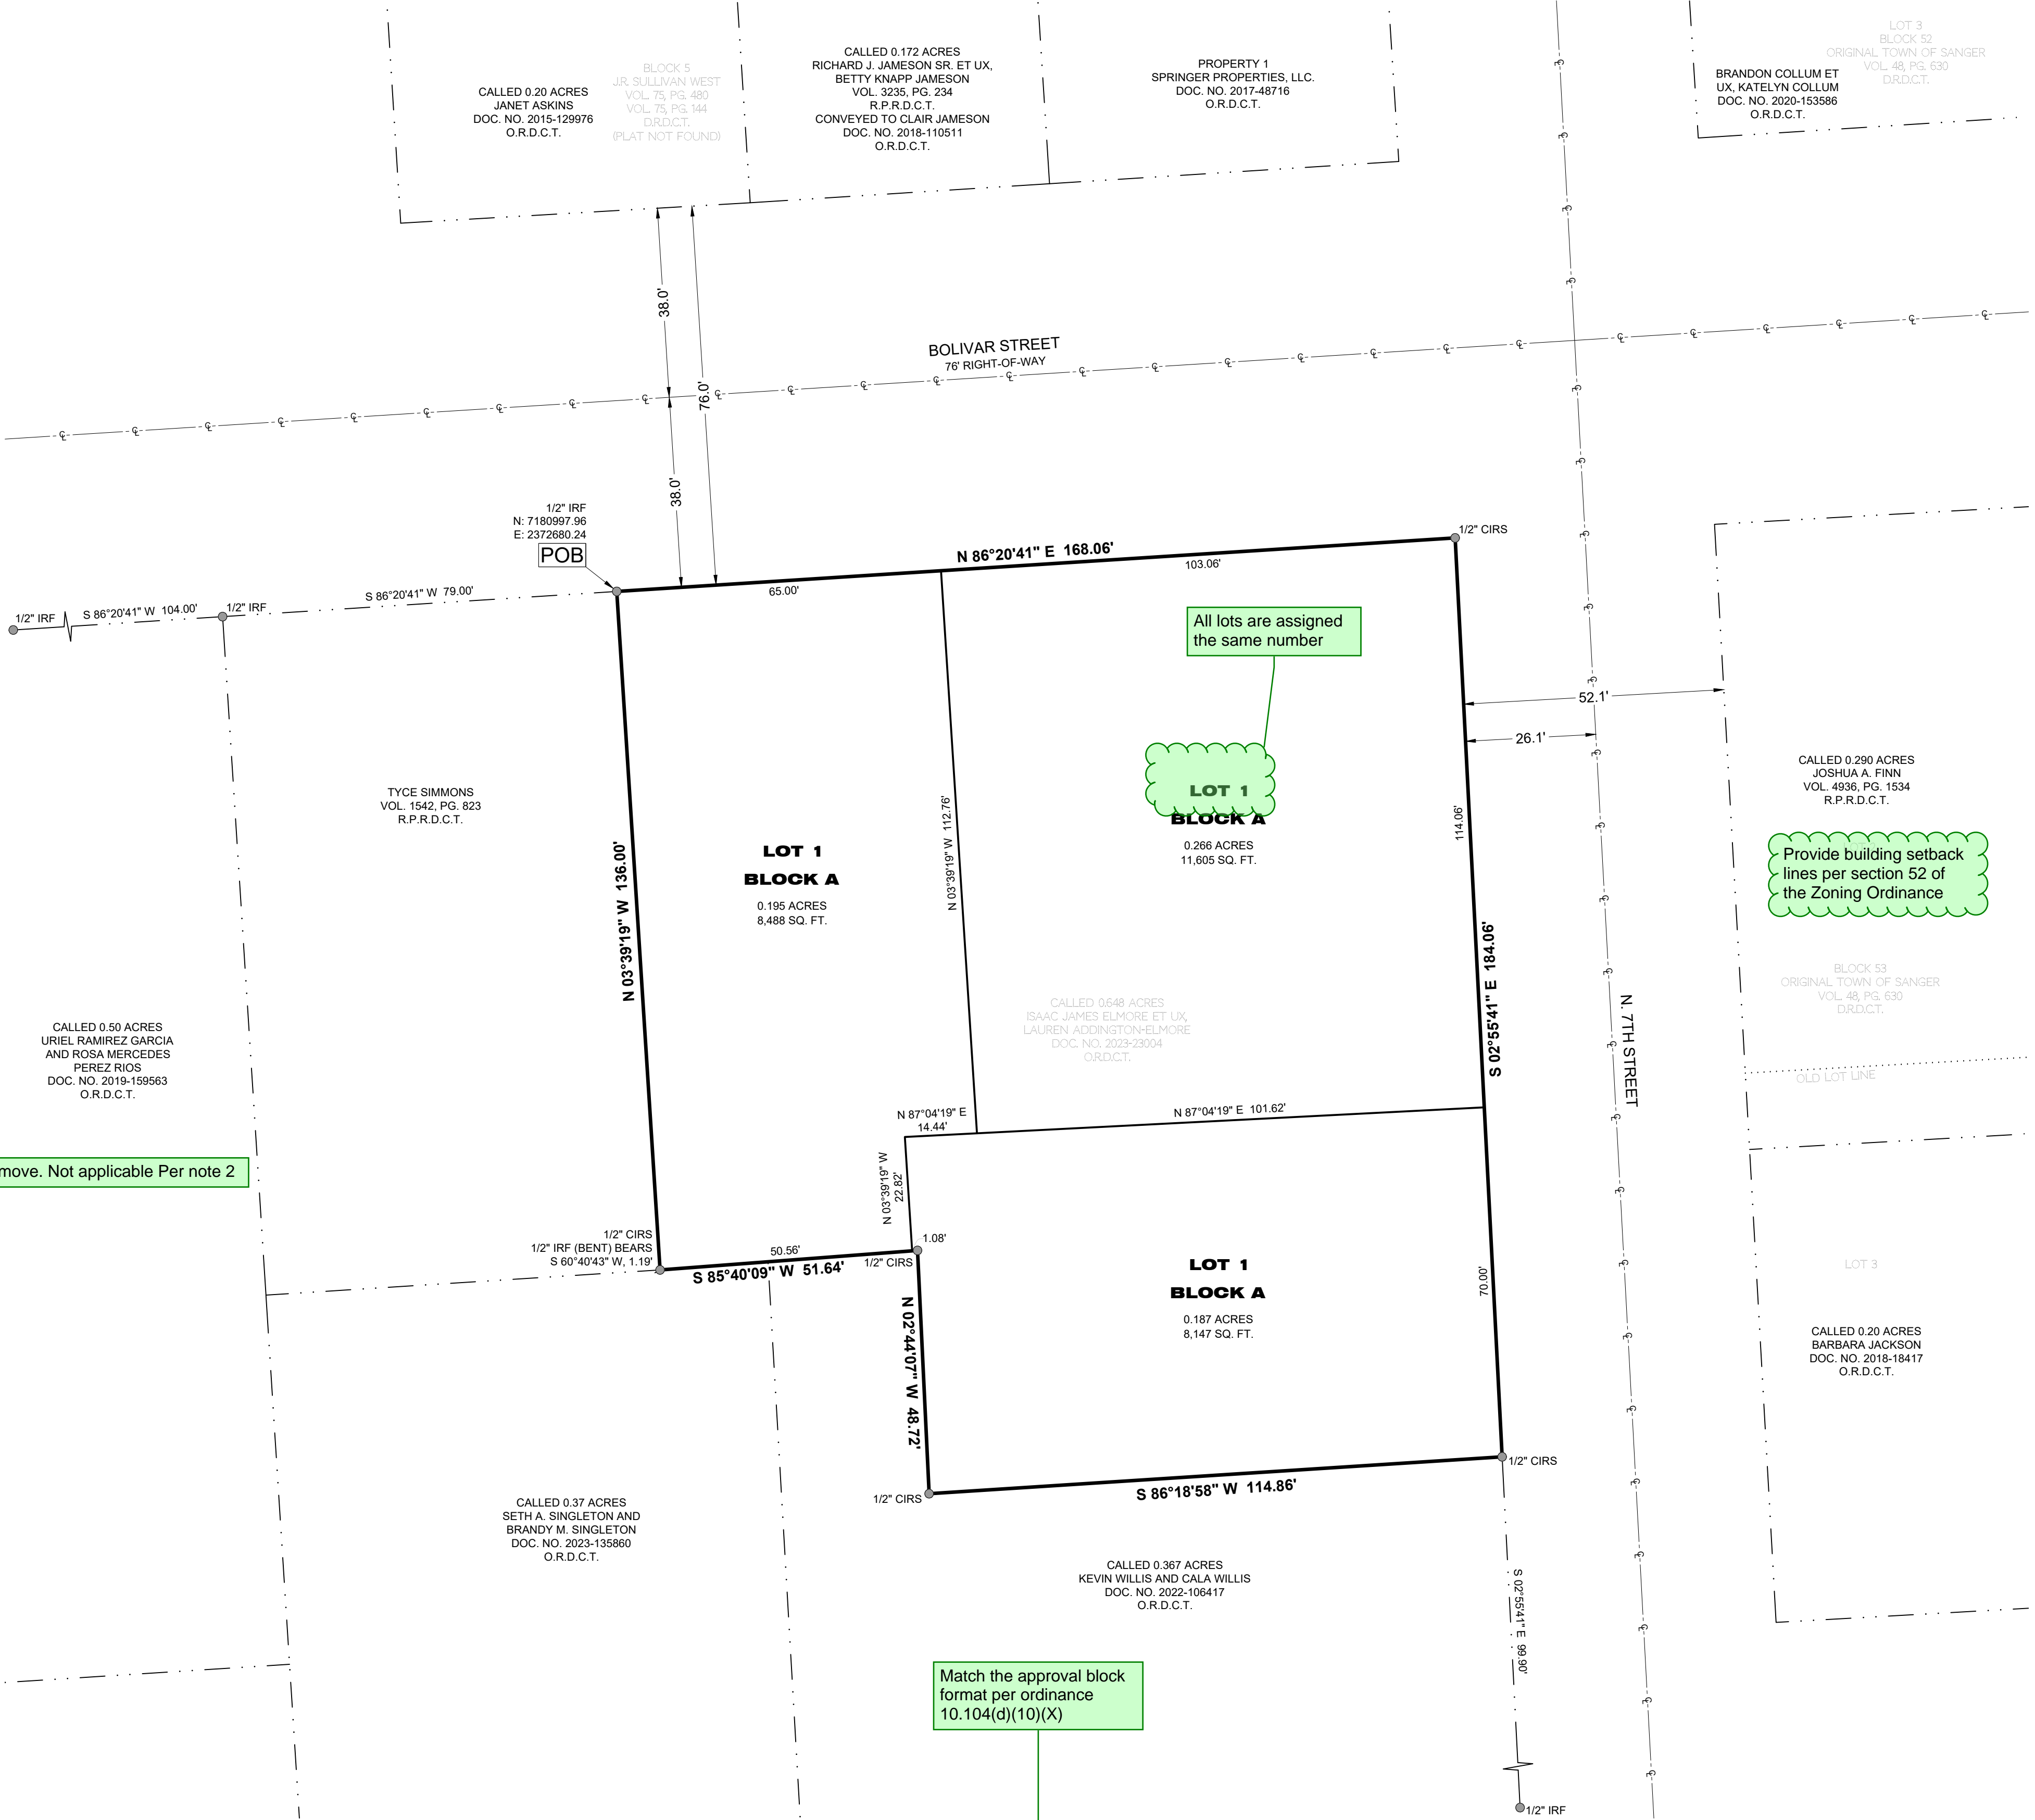 CALLED 0.20 ACRES
JANET ASKINS
DOC. NO. 2015-129976
O.R.D.C.T.
BLOCK 5
J.R. SULLIVAN WEST
VOL. 75, PG. 480
VOL. 75, PG. 144
D.R.D.C.T.
(PLAT NOT FOUND)
CALLED 0.172 ACRES
RICHARD J. JAMESON SR. ET UX,
BETTY KNAPP JAMESON
VOL. 3235, PG. 234
R.P.R.D.C.T.
CONVEYED TO CLAIR JAMESON
DOC. NO. 2018-110511
O.R.D.C.T.
PROPERTY 1
SPRINGER PROPERTIES, LLC.
DOC. NO. 2017-48716
O.R.D.C.T.
LOT 3
BLOCK 52
ORIGINAL TOWN OF SANGER
VOL. 48, PG. 630
D.R.D.C.T.
BRANDON COLLUM ET
UX, KATELYN COLLUM
DOC. NO. 2020-153586
O.R.D.C.T.
38.0'
76.0'
38.0'
BOLIVAR STREET
76' RIGHT-OF-WAY
1/2" IRF
N: 7180997.96
E: 2372680.24
POB
N 86°20'41" E 168.06'
1/2" CIRS
65.00'
103.06'
1/2" IRF
S 86°20'41" W 104.00'
1/2" IRF
S 86°20'41" W 79.00'
All lots are assigned
the same number
52.1'
26.1'
TYCE SIMMONS
VOL. 1542, PG. 823
R.P.R.D.C.T.
N 03°39'19" W 136.00'
LOT 1
BLOCK A
0.195 ACRES
8,488 SQ. FT.
N 03°39'19" W 112.76'
LOT 1
BLOCK A
0.266 ACRES
11,605 SQ. FT.
114.06'
S 02°55'41" E 184.06'
CALLED 0.290 ACRES
JOSHUA A. FINN
VOL. 4936, PG. 1534
R.P.R.D.C.T.
Provide building setback
lines per section 52 of
the Zoning Ordinance
BLOCK 53
ORIGINAL TOWN OF SANGER
VOL. 48, PG. 630
D.R.D.C.T.
OLD LOT LINE
N. 7TH STREET
CALLED 0.648 ACRES
ISAAC JAMES ELMORE ET UX,
LAUREN ADDINGTON-ELMORE
DOC. NO. 2023-23004
O.R.D.C.T.
CALLED 0.50 ACRES
URIEL RAMIREZ GARCIA
AND ROSA MERCEDES
PEREZ RIOS
DOC. NO. 2019-159563
O.R.D.C.T.
move. Not applicable Per note 2
N 87°04'19" E
14.44'
N 87°04'19" E 101.62'
N 03°39'19" W
22.82'
1/2" CIRS
1/2" IRF (BENT) BEARS
S 60°40'43" W, 1.19'
50.56'
1.08'
1/2" CIRS
S 85°40'09" W 51.64'
N 02°44'07" W 48.72'
LOT 1
BLOCK A
0.187 ACRES
8,147 SQ. FT.
70.00'
LOT 3
CALLED 0.20 ACRES
BARBARA JACKSON
DOC. NO. 2018-18417
O.R.D.C.T.
1/2" CIRS
1/2" CIRS
S 86°18'58" W 114.86'
CALLED 0.37 ACRES
SETH A. SINGLETON AND
BRANDY M. SINGLETON
DOC. NO. 2023-135860
O.R.D.C.T.
CALLED 0.367 ACRES
KEVIN WILLIS AND CALA WILLIS
DOC. NO. 2022-106417
O.R.D.C.T.
S 02°55'41" E 99.90'
Match the approval block
format per ordinance
10.104(d)(10)(X)
1/2" IRF